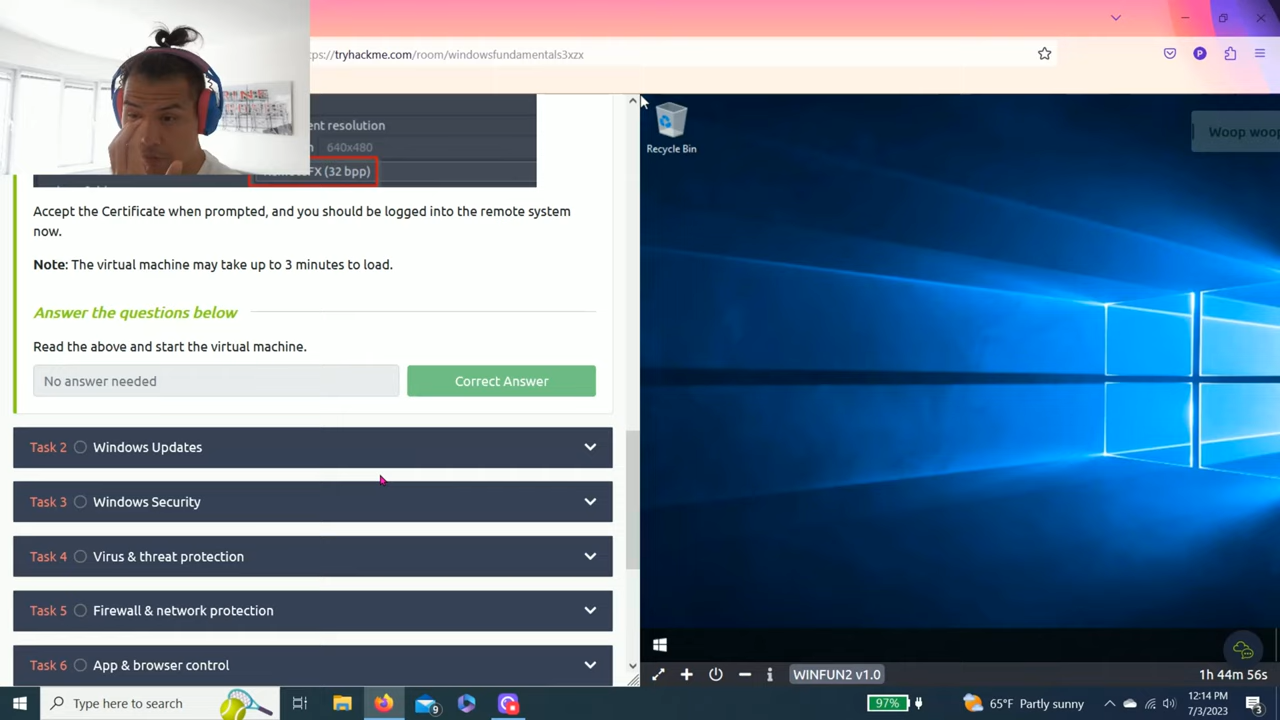 tryhackme.com/room/windowsfundamentals3xzx
ent resolution
640x480
FX (32 bpp)
Recycle Bin
Woop woop
Accept the Certificate when prompted, and you should be logged into the remote system
now.
Note: The virtual machine may take up to 3 minutes to load.
Answer the questions below
Read the above and start the virtual machine.
No answer needed
Correct Answer
Task 2 Windows Updates
Task 3 Windows Security
Task 4 Virus & threat protection
Task 5 Firewall & network protection
Task 6 App & browser control
WINFUN2 v1.0
1h 44m 56s
Type here to search
9
97%
65°F Partly sunny
12:14 PM
7/3/2023
3